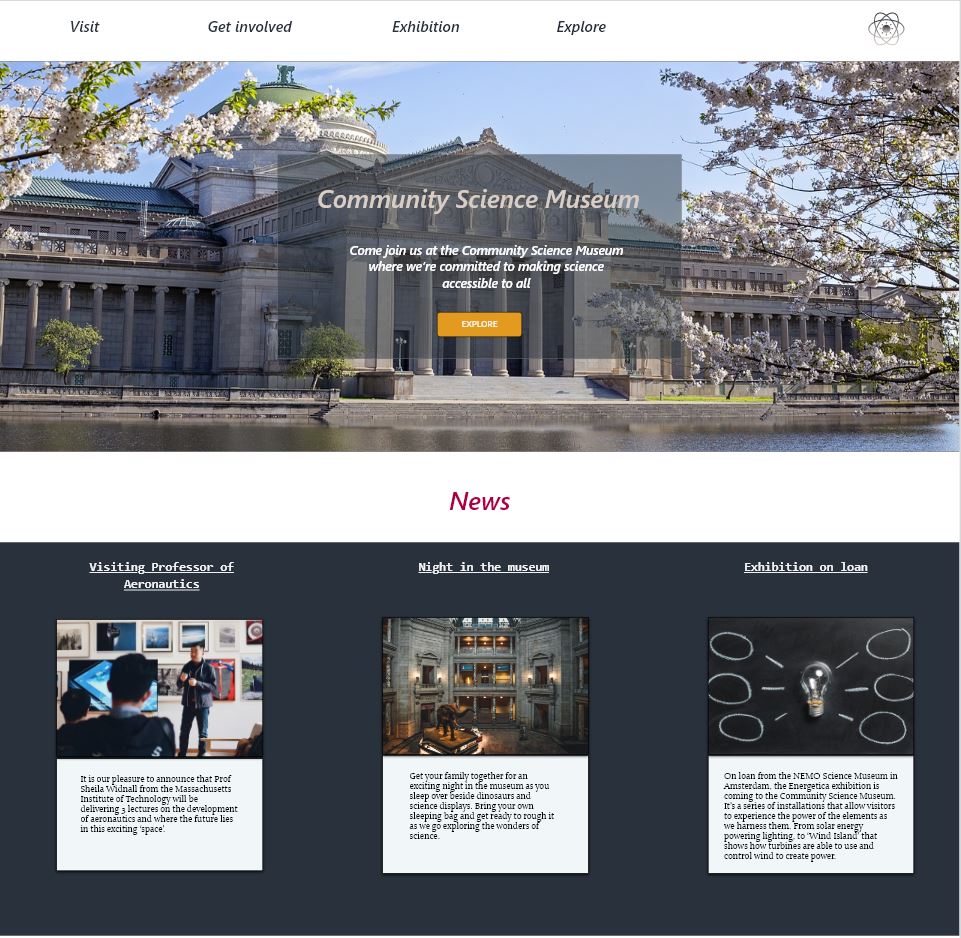 Visit Get involved Exhibition Explore
Community Science Museum
Come join us at the Community Science Museum
where we're committed to making science
accessible to all
EXPLORE
News
Visiting Professor of
Aeronautics
It is our pleasure to announce that Prof
Sheila Widnall from the Massachusetts
Institute of Technology will be
delivering 3 lectures on the development
of aeronautics and where the future lies
in this exciting 'space'.
Night in the museum
Get your family together for an
exciting night in the museum as you
sleep over beside dinosaurs and
science displays. Bring your own
sleeping bag and get ready to rough it
as we go exploring the wonders of
science.
Exhibition on loan
On loan from the NEMO Science Museum in
Amsterdam, the Energetica exhibition is
coming to the Community Science Museum.
It's a series of installations that allow visitors
to experience the power of the elements as
we harness them. From solar energy
powering lighting, to 'Wind Island' that
shows how turbines are able to use and
control wind to create power.